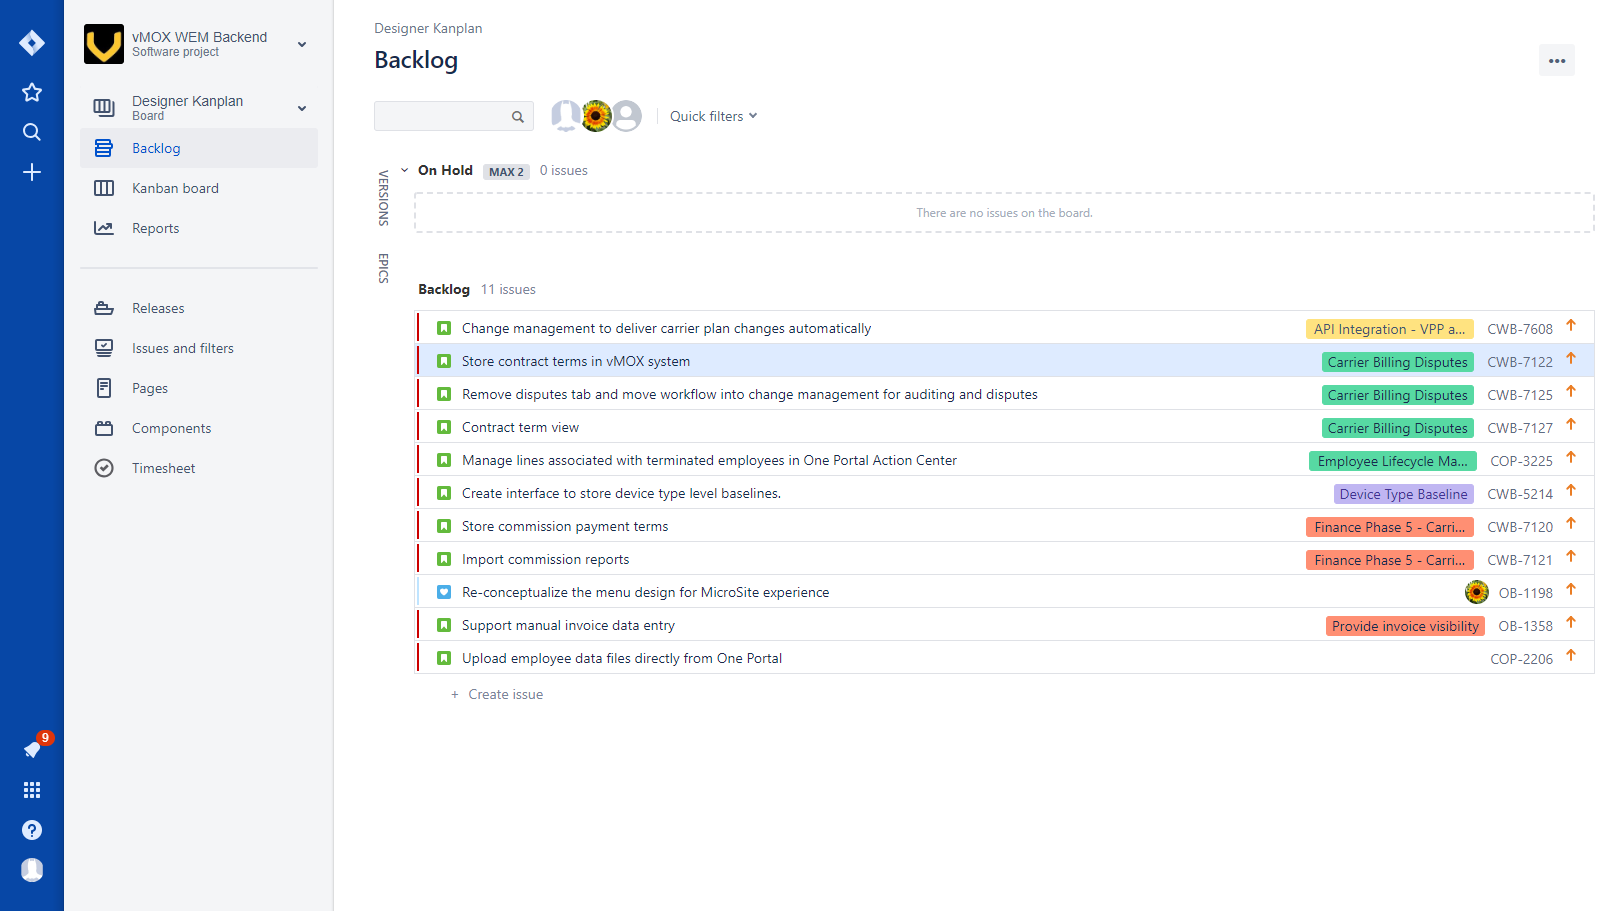 vMOX WEM Backend
Software project
Designer Kanplan
Board
Backlog
Kanban board
Reports
Releases
Issues and filters
Pages
Components
Timesheet
9
Designer Kanplan
Backlog
Quick filters
VERSIONS
EPICS
On Hold MAX 2 0 issues
There are no issues on the board.
Backlog 11 issues
Change management to deliver carrier plan changes automatically API Integration - VPP a... CWB-7608
Store contract terms in vMOX system Carrier Billing Disputes CWB-7122
Remove disputes tab and move workflow into change management for auditing and disputes Carrier Billing Disputes CWB-7125
Contract term view Carrier Billing Disputes CWB-7127
Manage lines associated with terminated employees in One Portal Action Center Employee Lifecycle Ma... COP-3225
Create interface to store device type level baselines. Device Type Baseline CWB-5214
Store commission payment terms Finance Phase 5 - Carri... CWB-7120
Import commission reports Finance Phase 5 - Carri... CWB-7121
Re-conceptualize the menu design for MicroSite experience OB-1198
Support manual invoice data entry Provide invoice visibility OB-1358
Upload employee data files directly from One Portal COP-2206
+ Create issue